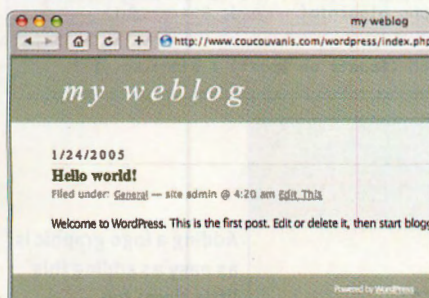 my weblog
http://www.coucouvanis.com/wordpress/index.php
my weblog
1/24/2005
Hello world!
Filed under: General — site admin @ 4:20 am Edit This
Welcome to WordPress. This is the first post. Edit or delete it, then start blogg
Powered by WordPress